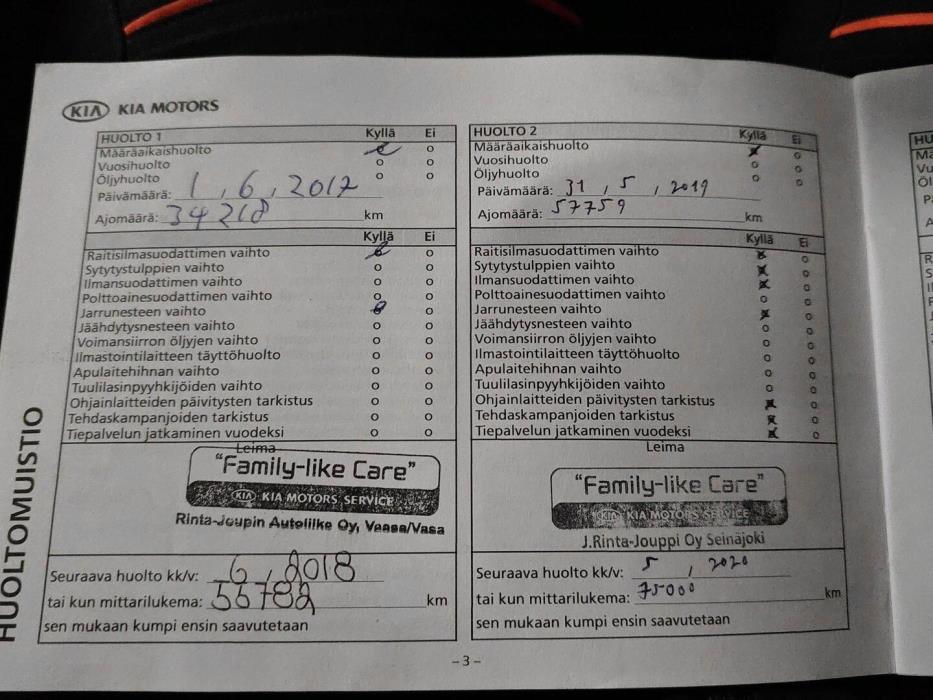 KIA KIA MOTORS
HUOLTO 1 Kyllä Ei
Määräaikaishuolto o
Vuosihuolto o o
Öljyhuolto o o
Päivämäärä: 1 , 6 , 2017
Ajomäärä: 34218 km
Kyllä Ei
Raitisilmasuodattimen vaihto o
Sytytystulppien vaihto o o
Ilmansuodattimen vaihto o o
Polttoainesuodattimen vaihto o o
Jarrunesteen vaihto o
Jäähdytysnesteen vaihto o o
Voimansiirron öljyjen vaihto o o
Ilmastointilaitteen täyttöhuolto o o
Apulaitehihnan vaihto o o
Tuulilasinpyyhkijöiden vaihto o o
Ohjainlaitteiden päivitysten tarkistus o o
Tehdaskampanjoiden tarkistus o o
Tiepalvelun jatkaminen vuodeksi o o
Leima
"Family-like Care"
KIA KIA MOTORS SERVICE
Rinta-Joupin Autoliike Oy, Vaasa/Vasa
Seuraava huolto kk/v: 6 , 2018
tai kun mittarilukema: 56782 km
sen mukaan kumpi ensin saavutetaan
HUOLTO 2 Kyllä Ei
Määräaikaishuolto x o
Vuosihuolto o o
Öljyhuolto o o
Päivämäärä: 31 , 5 , 2019
Ajomäärä: 57759 km
Kyllä Ei
Raitisilmasuodattimen vaihto x o
Sytytystulppien vaihto x o
Ilmansuodattimen vaihto x o
Polttoainesuodattimen vaihto o o
Jarrunesteen vaihto x o
Jäähdytysnesteen vaihto o o
Voimansiirron öljyjen vaihto o o
Ilmastointilaitteen täyttöhuolto o o
Apulaitehihnan vaihto o o
Tuulilasinpyyhkijöiden vaihto o o
Ohjainlaitteiden päivitysten tarkistus x o
Tehdaskampanjoiden tarkistus x o
Tiepalvelun jatkaminen vuodeksi x o
Leima
"Family-like Care"
KIA KIA MOTORS SERVICE
J.Rinta-Jouppi Oy Seinäjoki
Seuraava huolto kk/v: 5 / 2020
tai kun mittarilukema: 75000 km
sen mukaan kumpi ensin saavutetaan
HUOLTOMUISTIO
-3-